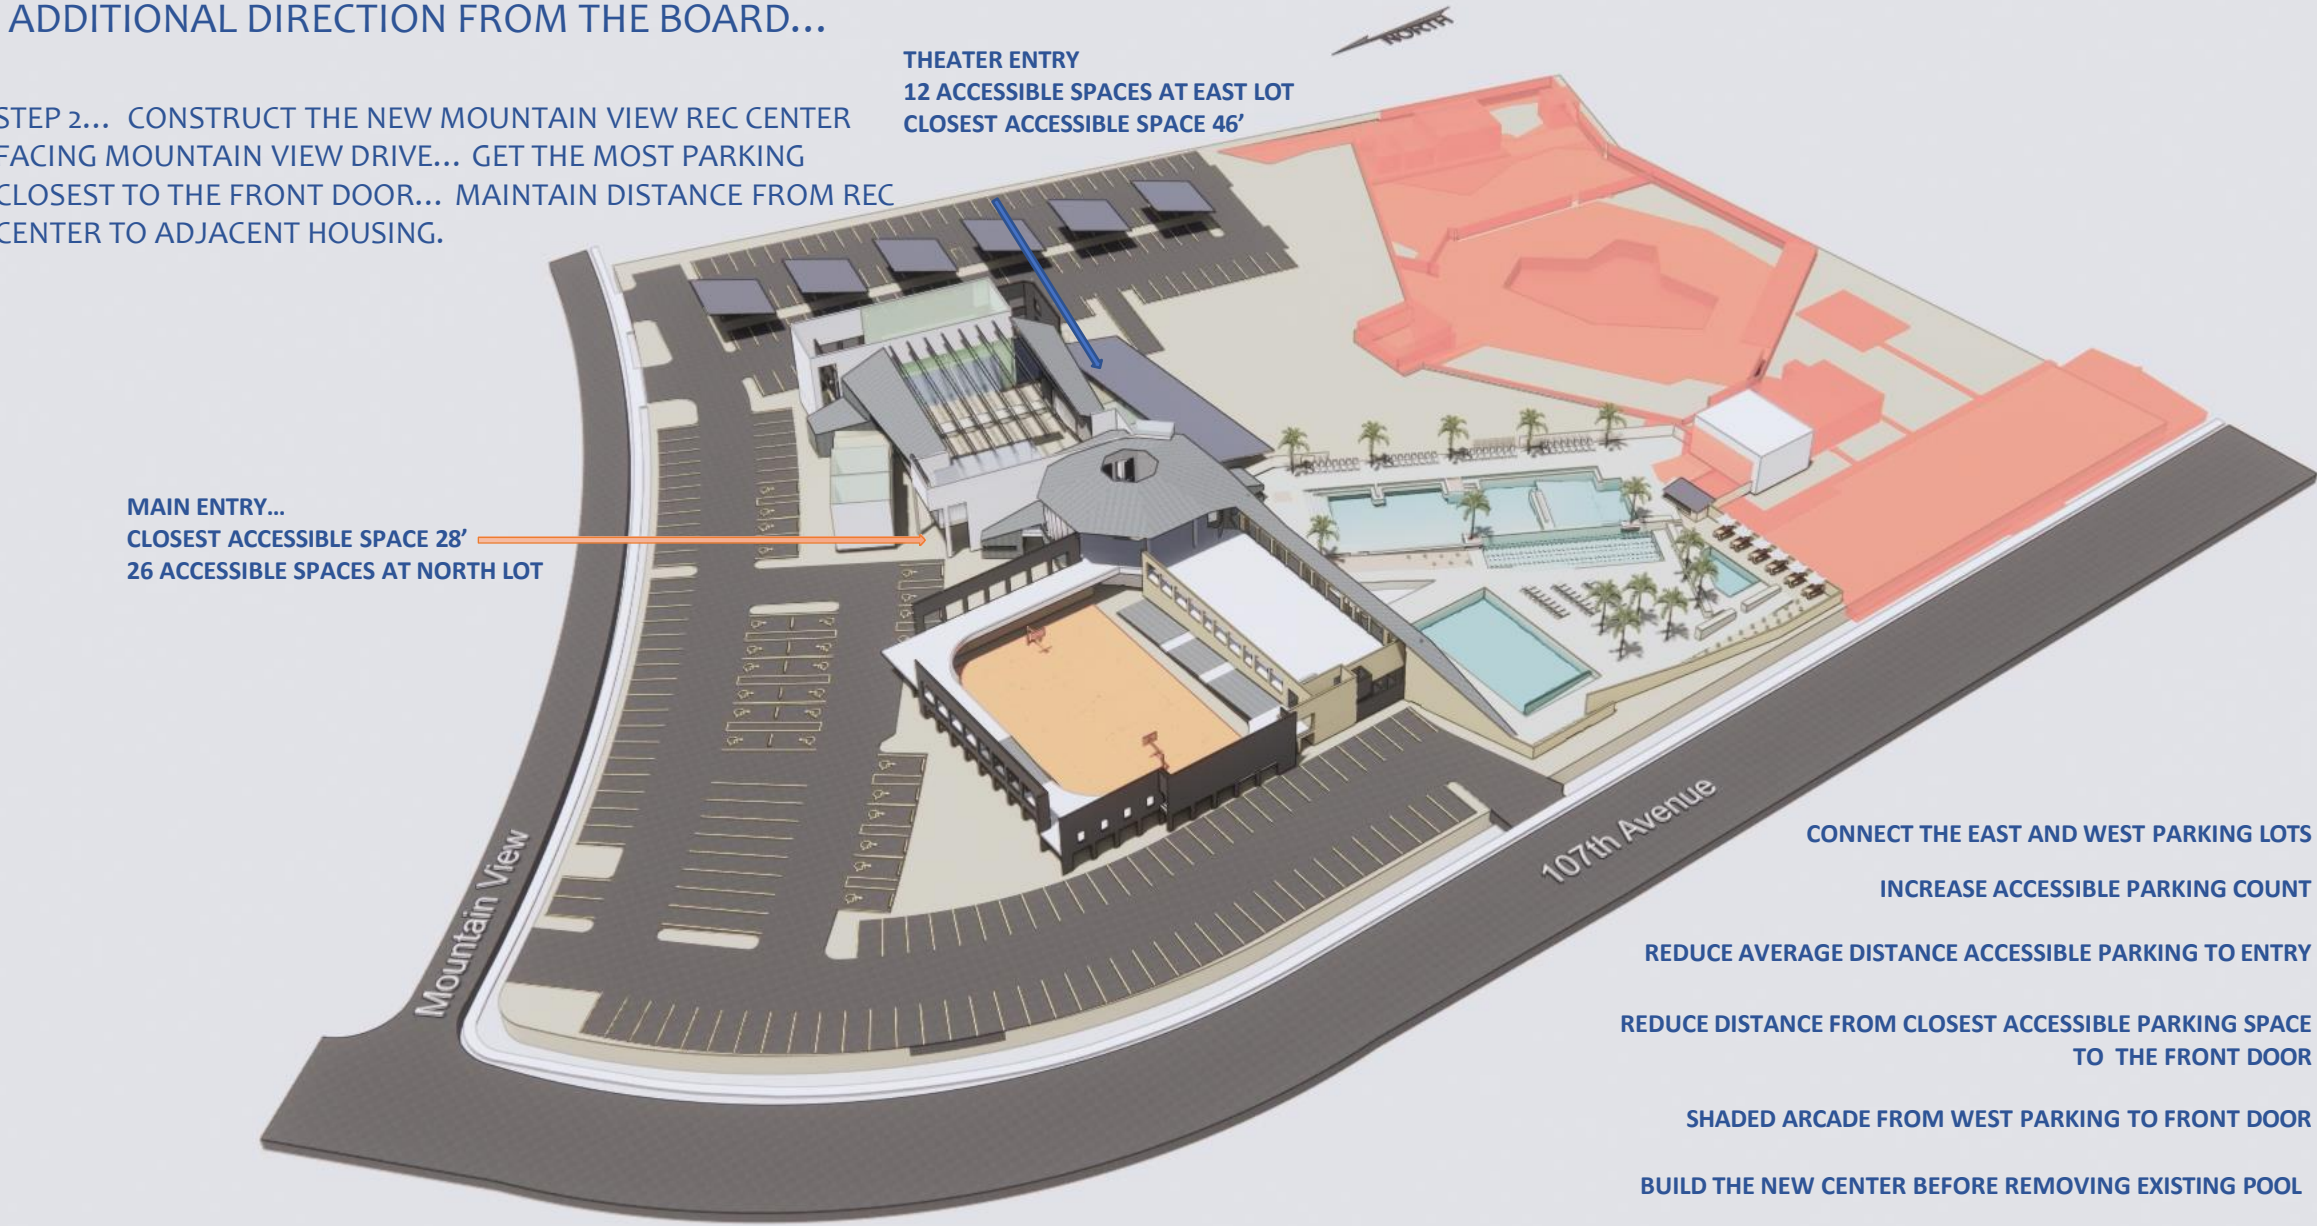 ADDITIONAL DIRECTION FROM THE BOARD...
NORTH
THEATER ENTRY
12 ACCESSIBLE SPACES AT EAST LOT
CLOSEST ACCESSIBLE SPACE 46’
STEP 2... CONSTRUCT THE NEW MOUNTAIN VIEW REC CENTER
FACING MOUNTAIN VIEW DRIVE... GET THE MOST PARKING
CLOSEST TO THE FRONT DOOR... MAINTAIN DISTANCE FROM REC
CENTER TO ADJACENT HOUSING.
MAIN ENTRY...
CLOSEST ACCESSIBLE SPACE 28’
26 ACCESSIBLE SPACES AT NORTH LOT
Mountain View
107th Avenue
CONNECT THE EAST AND WEST PARKING LOTS
INCREASE ACCESSIBLE PARKING COUNT
REDUCE AVERAGE DISTANCE ACCESSIBLE PARKING TO ENTRY
REDUCE DISTANCE FROM CLOSEST ACCESSIBLE PARKING SPACE
TO THE FRONT DOOR
SHADED ARCADE FROM WEST PARKING TO FRONT DOOR
BUILD THE NEW CENTER BEFORE REMOVING EXISTING POOL